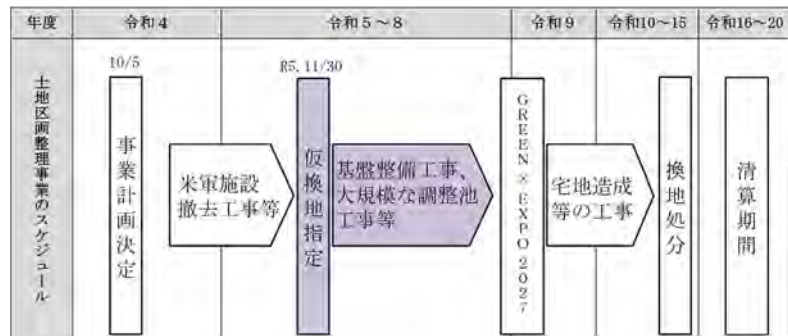 年度
令和4
令和5～8
令和9
令和10～15
令和16～20
土地区画整理事業のスケジュール
10/5
事業計画決定
米軍施設
撤去工事等
R5.11/30
仮換地指定
基盤整備工事、
大規模な調整池
工事等
GREEN×EXPO2027
宅地造成
等の工事
換地処分
清算期間